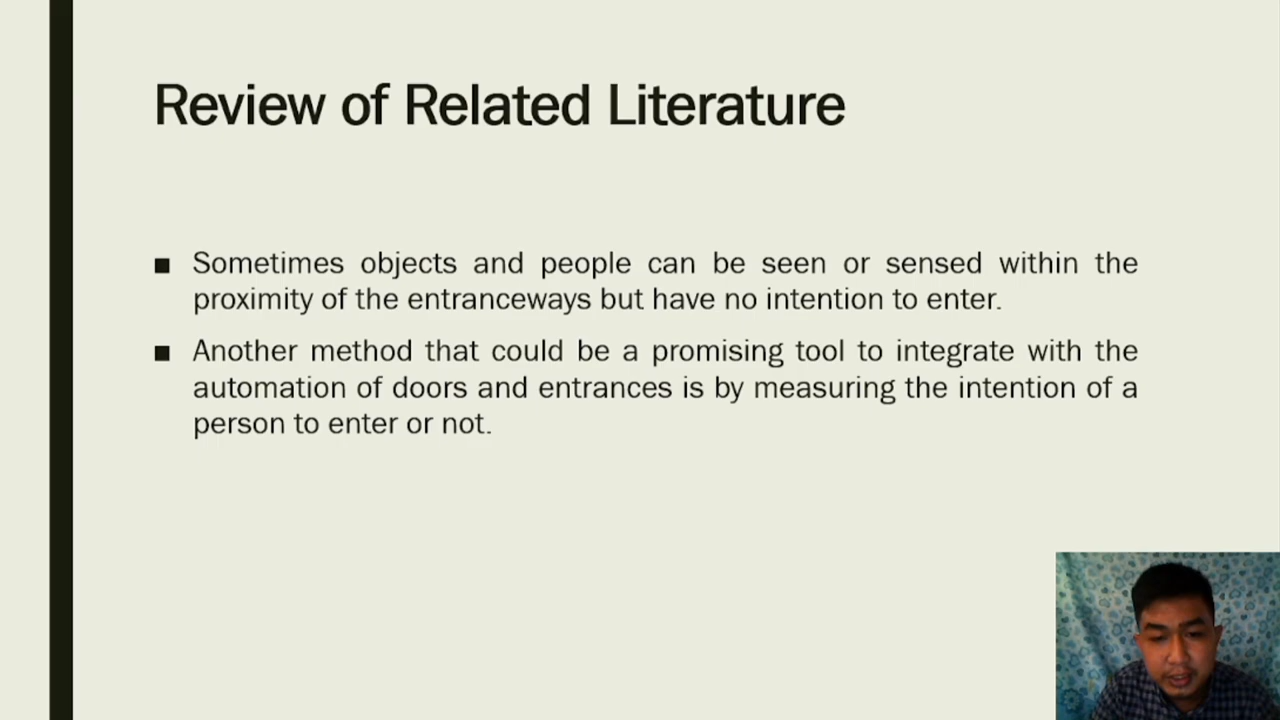 Review of Related Literature
■ Sometimes objects and people can be seen or sensed within the
proximity of the entranceways but have no intention to enter.
■ Another method that could be a promising tool to integrate with the
automation of doors and entrances is by measuring the intention of a
person to enter or not.